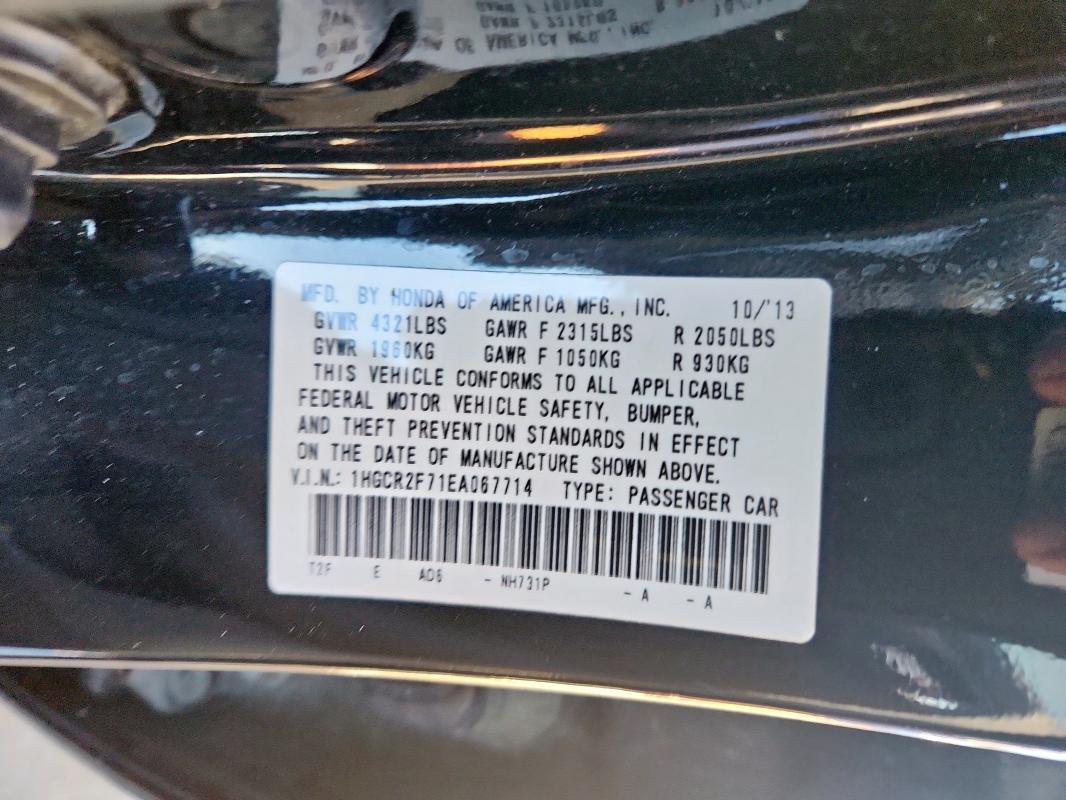 MFD. BY HONDA OF AMERICA MFG., INC. 10/'13
GVWR 4321LBS GAWR F 2315LBS R 2050LBS
GVWR 1960KG GAWR F 1050KG R 930KG
THIS VEHICLE CONFORMS TO ALL APPLICABLE
FEDERAL MOTOR VEHICLE SAFETY, BUMPER,
AND THEFT PREVENTION STANDARDS IN EFFECT
ON THE DATE OF MANUFACTURE SHOWN ABOVE.
V.I.N.: 1HGCR2F71EA067714 TYPE: PASSENGER CAR
T2F E A06 - NH731P - A - A